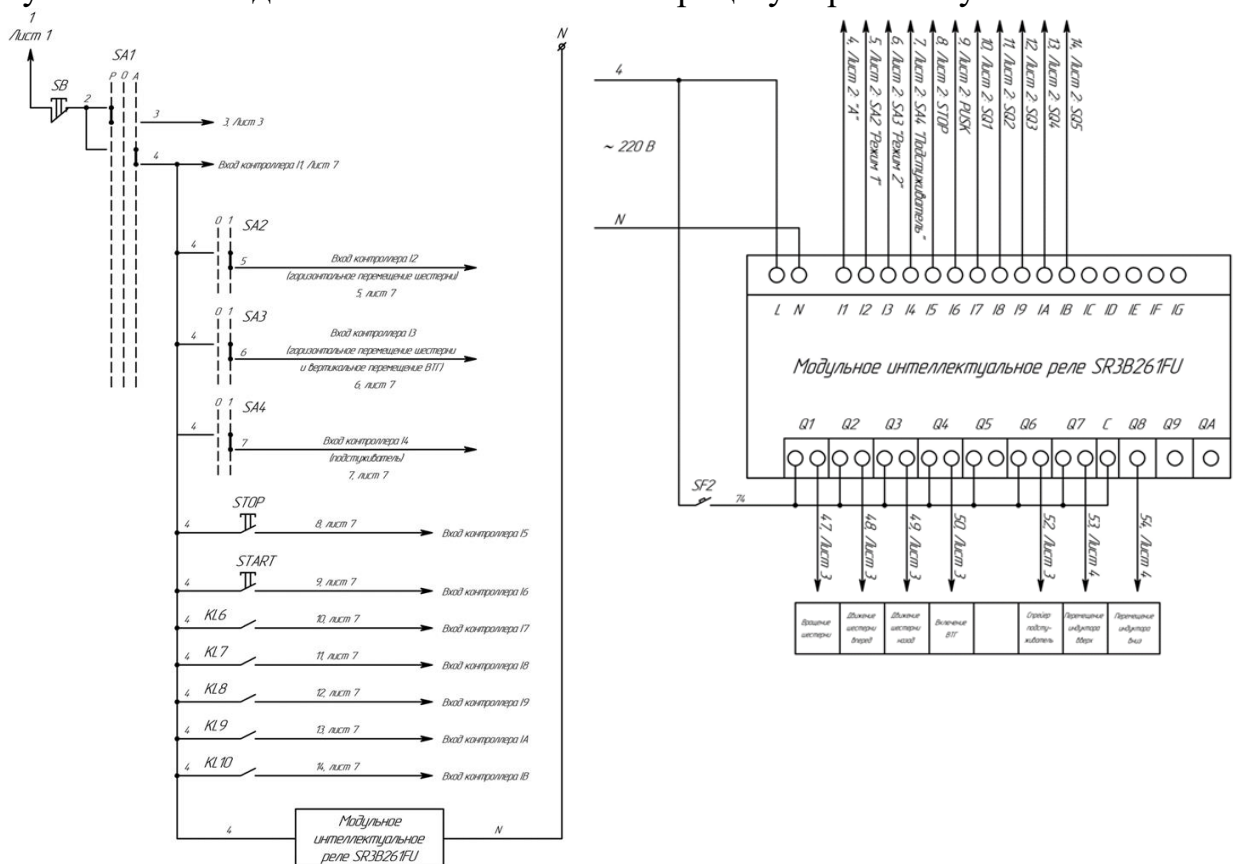 1
Лист 1
SA1
P 0 A
SB
2
3
3, Лист 3
4
Вход контроллера I1, Лист 7
0 1
SA2
4
5
Вход контроллера I2
(горизонтальное перемещение шестерни)
5, лист 7
0 1
SA3
4
6
Вход контроллера I3
(горизонтальное перемещение шестерни
и вертикальное перемещение ВТГ)
6, лист 7
0 1
SA4
4
7
Вход контроллера I4
(подстуживатель)
7, лист 7
STOP
4
8, лист 7
Вход контроллера I5
START
4
9, лист 7
Вход контроллера I6
KL6
4
10, лист 7
Вход контроллера I7
KL7
4
11, лист 7
Вход контроллера I8
KL8
4
12, лист 7
Вход контроллера I9
KL9
4
13, лист 7
Вход контроллера IA
KL10
4
14, лист 7
Вход контроллера IB
4
Модульное
интеллектуальное
реле SR3B261FU
N
N
4
~ 220 В
N
4, Лист 2: "А"
5, Лист 2: SA2 "Режим 1"
6, Лист 2: SA3 "Режим 2"
7, Лист 2: SA4 "Подстуживатель"
8, Лист 2: STOP
9, Лист 2: PUSK
10, Лист 2: SQ1
11, Лист 2: SQ2
12, Лист 2: SQ3
13, Лист 2: SQ4
14, Лист 2: SQ5
L N I1 I2 I3 I4 I5 I6 I7 I8 I9 IA IB IC ID IE IF IG
Модульное интеллектуальное реле SR3B261FU
Q1 Q2 Q3 Q4 Q5 Q6 Q7 C Q8 Q9 QA
SF2
74
47, Лист 3
48, Лист 3
49, Лист 3
50, Лист 3
52, Лист 3
53, Лист 4
54, Лист 4
Вращение
шестерни
Движение
шестерни
вперед
Движение
шестерни
назад
Включение
ВТГ
Спрейер
подсту-
живатель
Перемещение
индуктора
вверх
Перемещение
индуктора
вниз